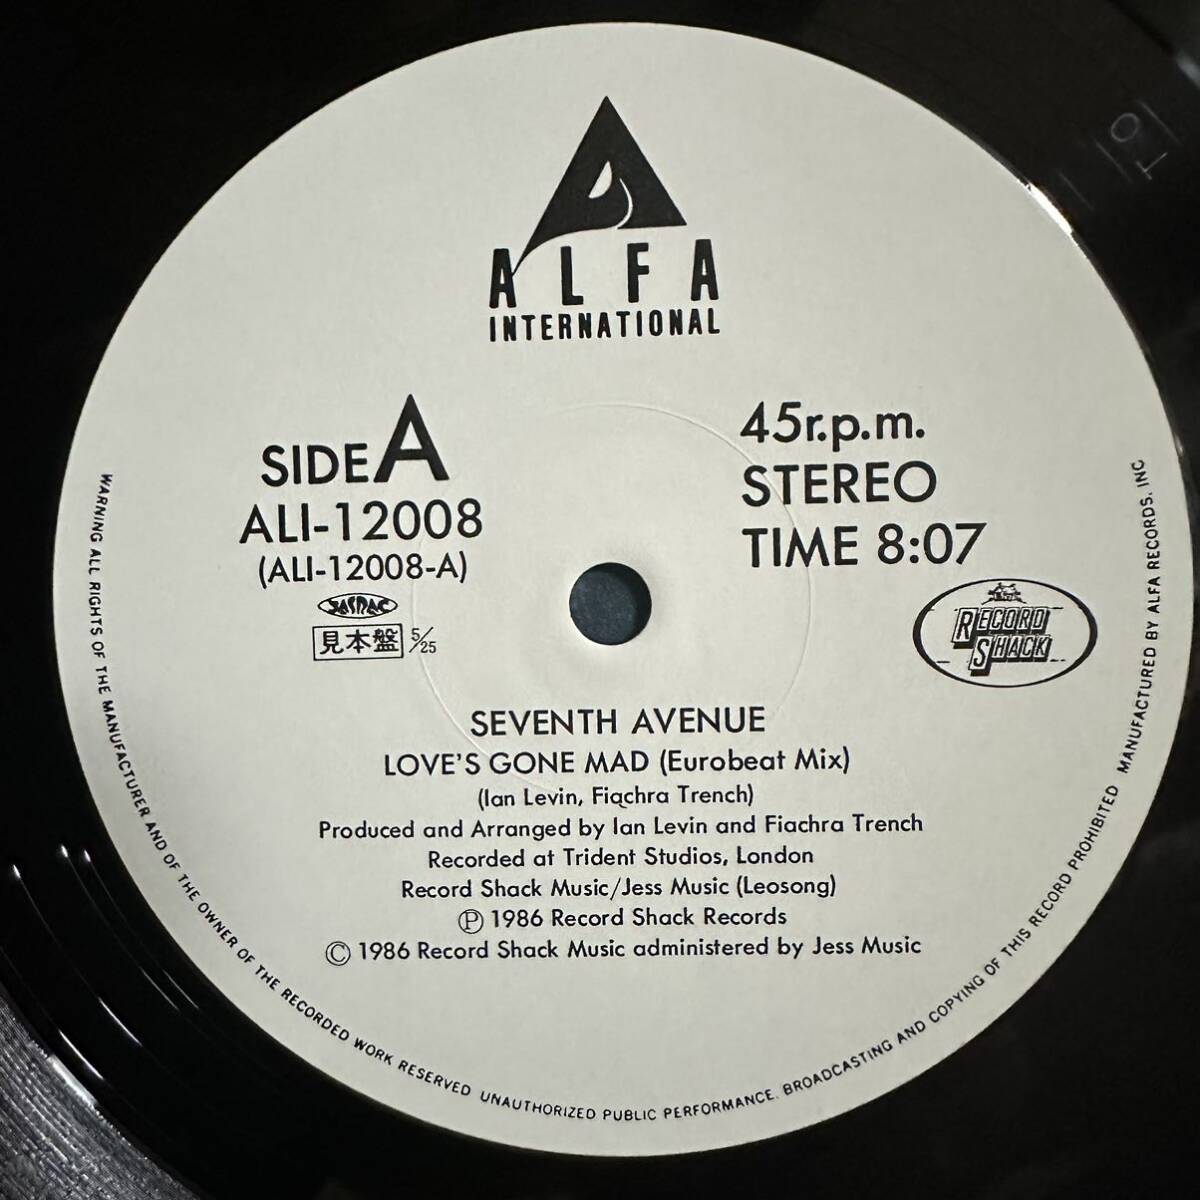 ALFA
INTERNATIONAL
SIDE A
ALI-12008
(ALI-12008-A)
JASRAC
見本盤 5/25
45r.p.m.
STEREO
TIME 8:07
RECORD
SHACK
SEVENTH AVENUE
LOVE'S GONE MAD (Eurobeat Mix)
(Ian Levin, Fiachra Trench)
Produced and Arranged by Ian Levin and Fiachra Trench
Recorded at Trident Studios, London
Record Shack Music/Jess Music (Leosong)
Ⓟ 1986 Record Shack Records
© 1986 Record Shack Music administered by Jess Music
WARNING ALL RIGHTS OF THE MANUFACTURER AND OF THE OWNER OF THE RECORDED WORK RESERVED UNAUTHORIZED PUBLIC PERFORMANCE. BROADCASTING AND COPYING OF THIS RECORD PROHIBITED MANUFACTURED BY ALFA RECORDS, INC